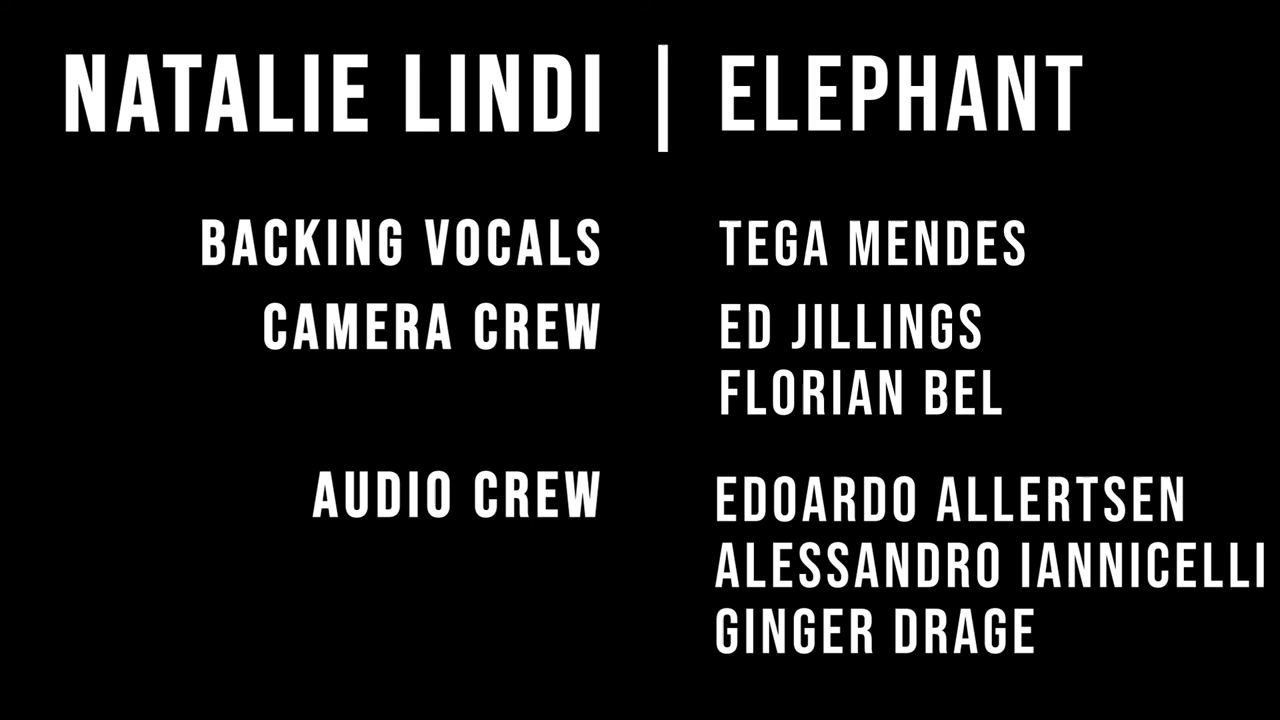 NATALIE LINDI | ELEPHANT
BACKING VOCALS TEGA MENDES
CAMERA CREW ED JILLINGS
FLORIAN BEL
AUDIO CREW EDOARDO ALLERTSEN
ALESSANDRO IANNICELLI
GINGER DRAGE